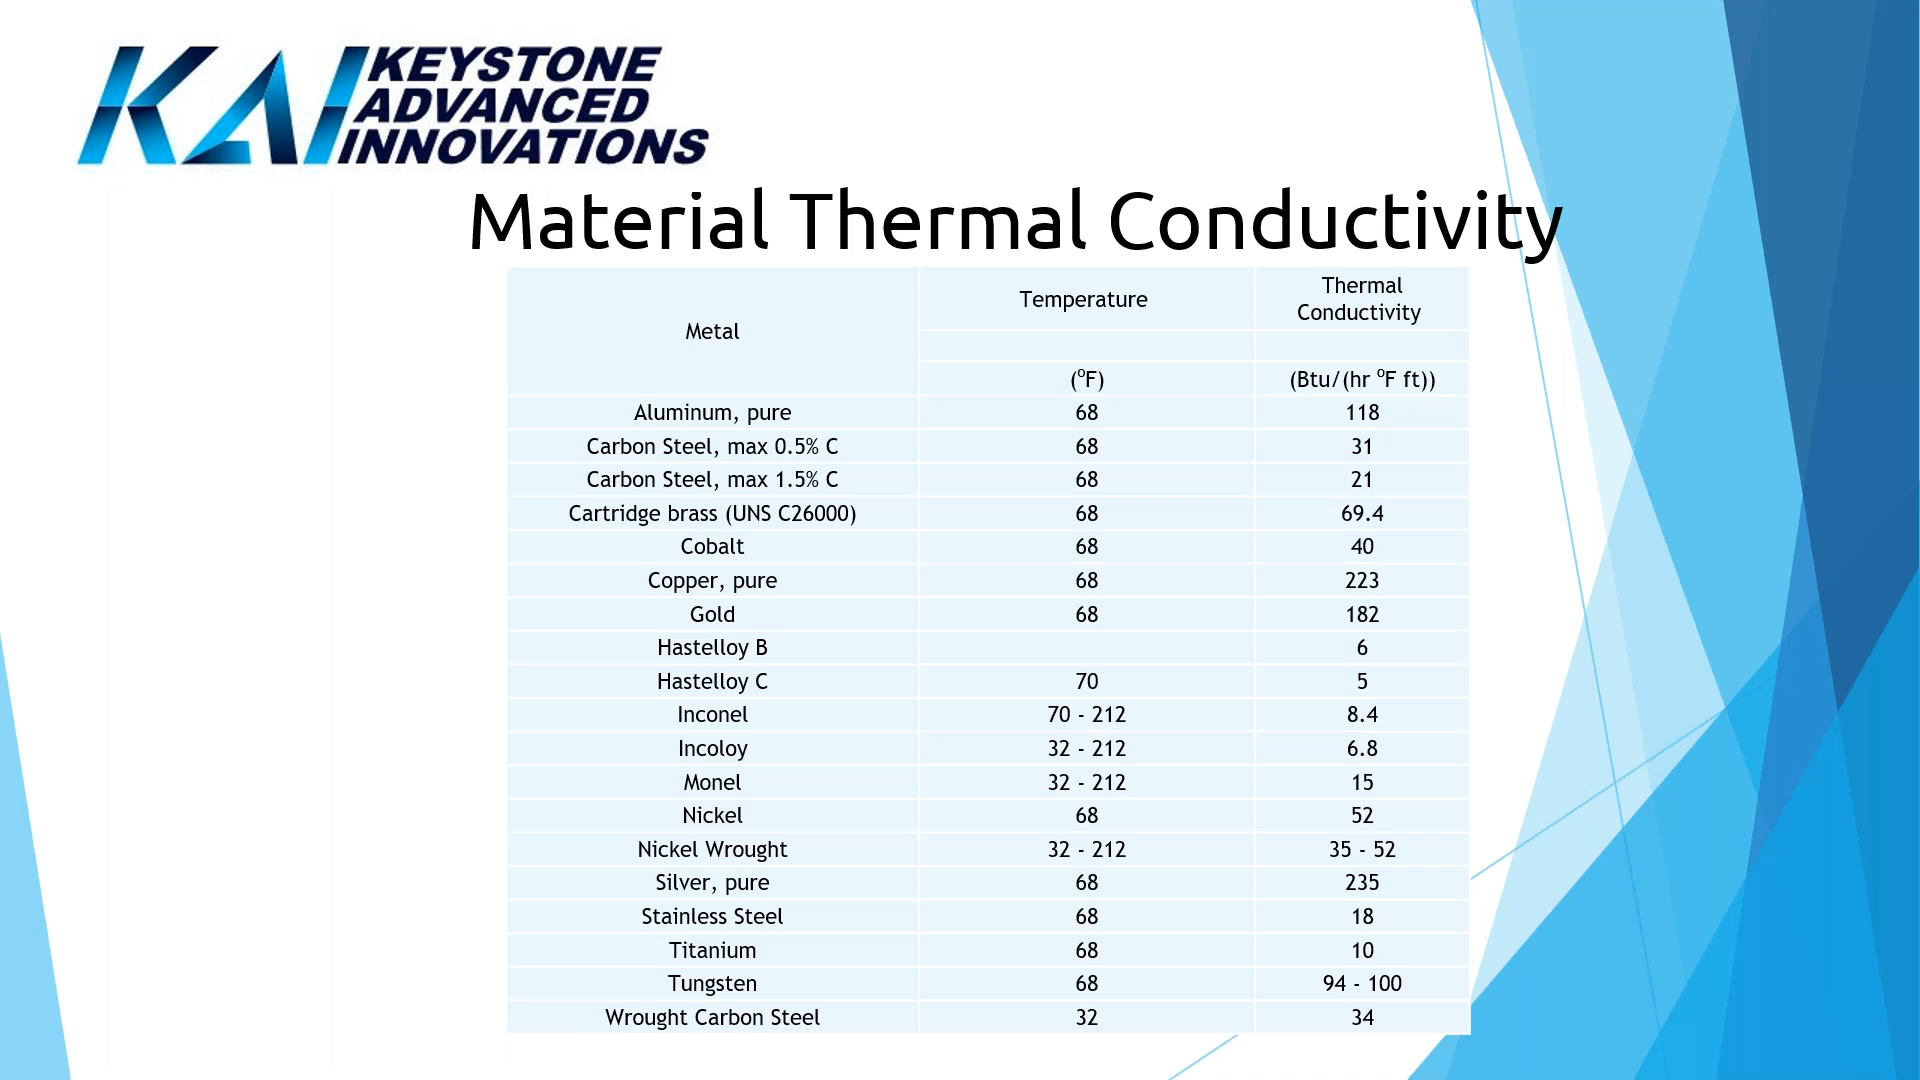 KAI KEYSTONE
ADVANCED
INNOVATIONS
Material Thermal Conductivity
Metal Temperature Thermal
Conductivity
(ºF) (Btu/(hr ºF ft))
Aluminum, pure 68 118
Carbon Steel, max 0.5% C 68 31
Carbon Steel, max 1.5% C 68 21
Cartridge brass (UNS C26000) 68 69.4
Cobalt 68 40
Copper, pure 68 223
Gold 68 182
Hastelloy B 6
Hastelloy C 70 5
Inconel 70 - 212 8.4
Incoloy 32 - 212 6.8
Monel 32 - 212 15
Nickel 68 52
Nickel Wrought 32 - 212 35 - 52
Silver, pure 68 235
Stainless Steel 68 18
Titanium 68 10
Tungsten 68 94 - 100
Wrought Carbon Steel 32 34